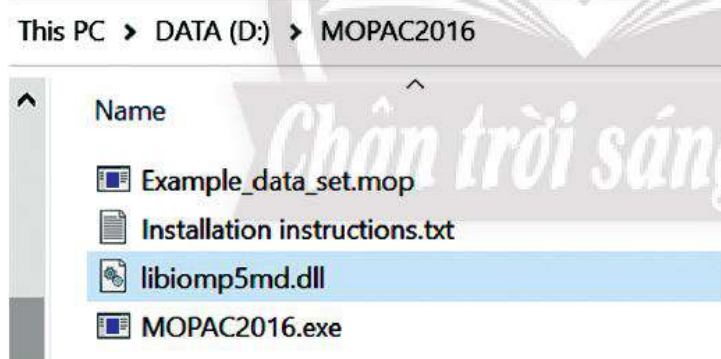 This PC > DATA (D:) > MOPAC2016
Name
Chân trời sáng
Example_data_set.mop
Installation instructions.txt
libiomp5md.dll
MOPAC2016.exe